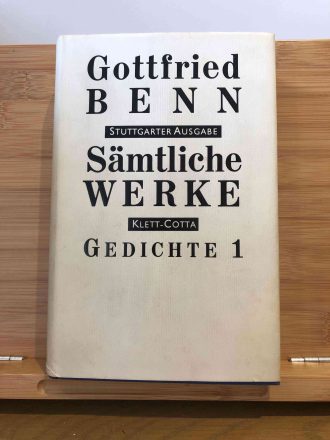 Gottfried
BENN
STUTTGARTER AUSGABE
Sämtliche
WERKE
KLETT-COTTA
GEDICHTE 1